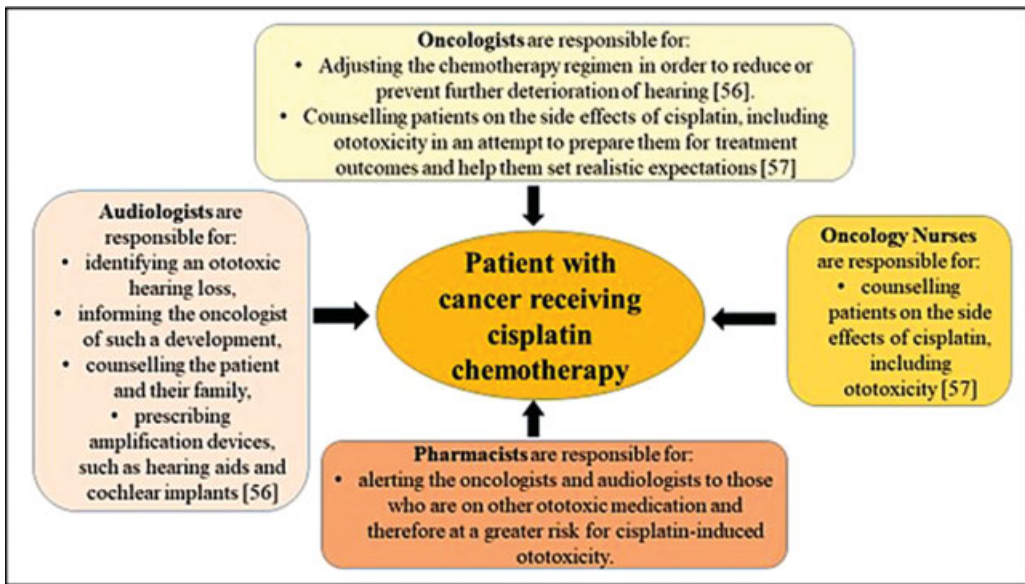 Oncologists are responsible for:
• Adjusting the chemotherapy regimen in order to reduce or
prevent further deterioration of hearing [56].
• Counselling patients on the side effects of cisplatin, including
ototoxicity in an attempt to prepare them for treatment
outcomes and help them set realistic expectations [57]
Audiologists are
responsible for:
• identifying an ototoxic
hearing loss,
• informing the oncologist
of such a development,
• counselling the patient
and their family,
• prescribing
amplification devices,
such as hearing aids and
cochlear implants [56]
Patient with
cancer receiving
cisplatin
chemotherapy
Oncology Nurses
are responsible for:
• counselling
patients on the side
effects of cisplatin,
including
ototoxicity [57]
Pharmacists are responsible for:
• alerting the oncologists and audiologists to those
who are on other ototoxic medication and
therefore at a greater risk for cisplatin-induced
ototoxicity.